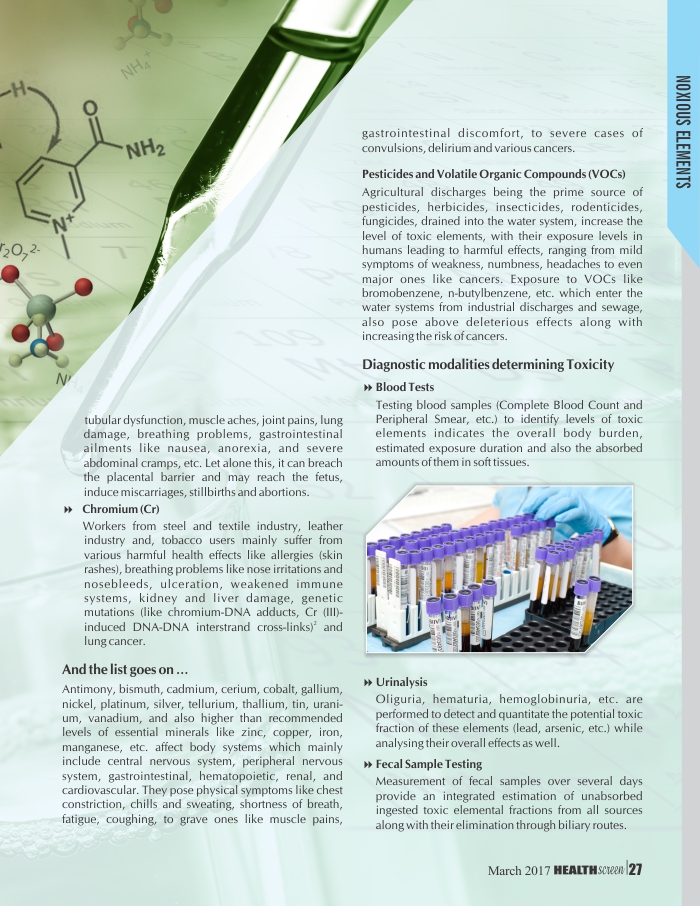 NOXIOUS ELEMENTS
H
O
NH₂
N⁺
r₂O₇²⁻
NH₄⁺
tubular dysfunction, muscle aches, joint pains, lung
damage, breathing problems, gastrointestinal
ailments like nausea, anorexia, and severe
abdominal cramps, etc. Let alone this, it can breach
the placental barrier and may reach the fetus,
induce miscarriages, stillbirths and abortions.
Chromium (Cr)
Workers from steel and textile industry, leather
industry and, tobacco users mainly suffer from
various harmful health effects like allergies (skin
rashes), breathing problems like nose irritations and
nosebleeds, ulceration, weakened immune
systems, kidney and liver damage, genetic
mutations (like chromium-DNA adducts, Cr (III)-
induced DNA-DNA interstrand cross-links)² and
lung cancer.
And the list goes on ...
Antimony, bismuth, cadmium, cerium, cobalt, gallium,
nickel, platinum, silver, tellurium, thallium, tin, urani-
um, vanadium, and also higher than recommended
levels of essential minerals like zinc, copper, iron,
manganese, etc. affect body systems which mainly
include central nervous system, peripheral nervous
system, gastrointestinal, hematopoietic, renal, and
cardiovascular. They pose physical symptoms like chest
constriction, chills and sweating, shortness of breath,
fatigue, coughing, to grave ones like muscle pains,
gastrointestinal discomfort, to severe cases of
convulsions, delirium and various cancers.
Pesticides and Volatile Organic Compounds (VOCs)
Agricultural discharges being the prime source of
pesticides, herbicides, insecticides, rodenticides,
fungicides, drained into the water system, increase the
level of toxic elements, with their exposure levels in
humans leading to harmful effects, ranging from mild
symptoms of weakness, numbness, headaches to even
major ones like cancers. Exposure to VOCs like
bromobenzene, n-butylbenzene, etc. which enter the
water systems from industrial discharges and sewage,
also pose above deleterious effects along with
increasing the risk of cancers.
Diagnostic modalities determining Toxicity
Blood Tests
Testing blood samples (Complete Blood Count and
Peripheral Smear, etc.) to identify levels of toxic
elements indicates the overall body burden,
estimated exposure duration and also the absorbed
amounts of them in soft tissues.
Urinalysis
Oliguria, hematuria, hemoglobinuria, etc. are
performed to detect and quantitate the potential toxic
fraction of these elements (lead, arsenic, etc.) while
analysing their overall effects as well.
Fecal Sample Testing
Measurement of fecal samples over several days
provide an integrated estimation of unabsorbed
ingested toxic elemental fractions from all sources
along with their elimination through biliary routes.
March 2017 HEALTHscreen 27